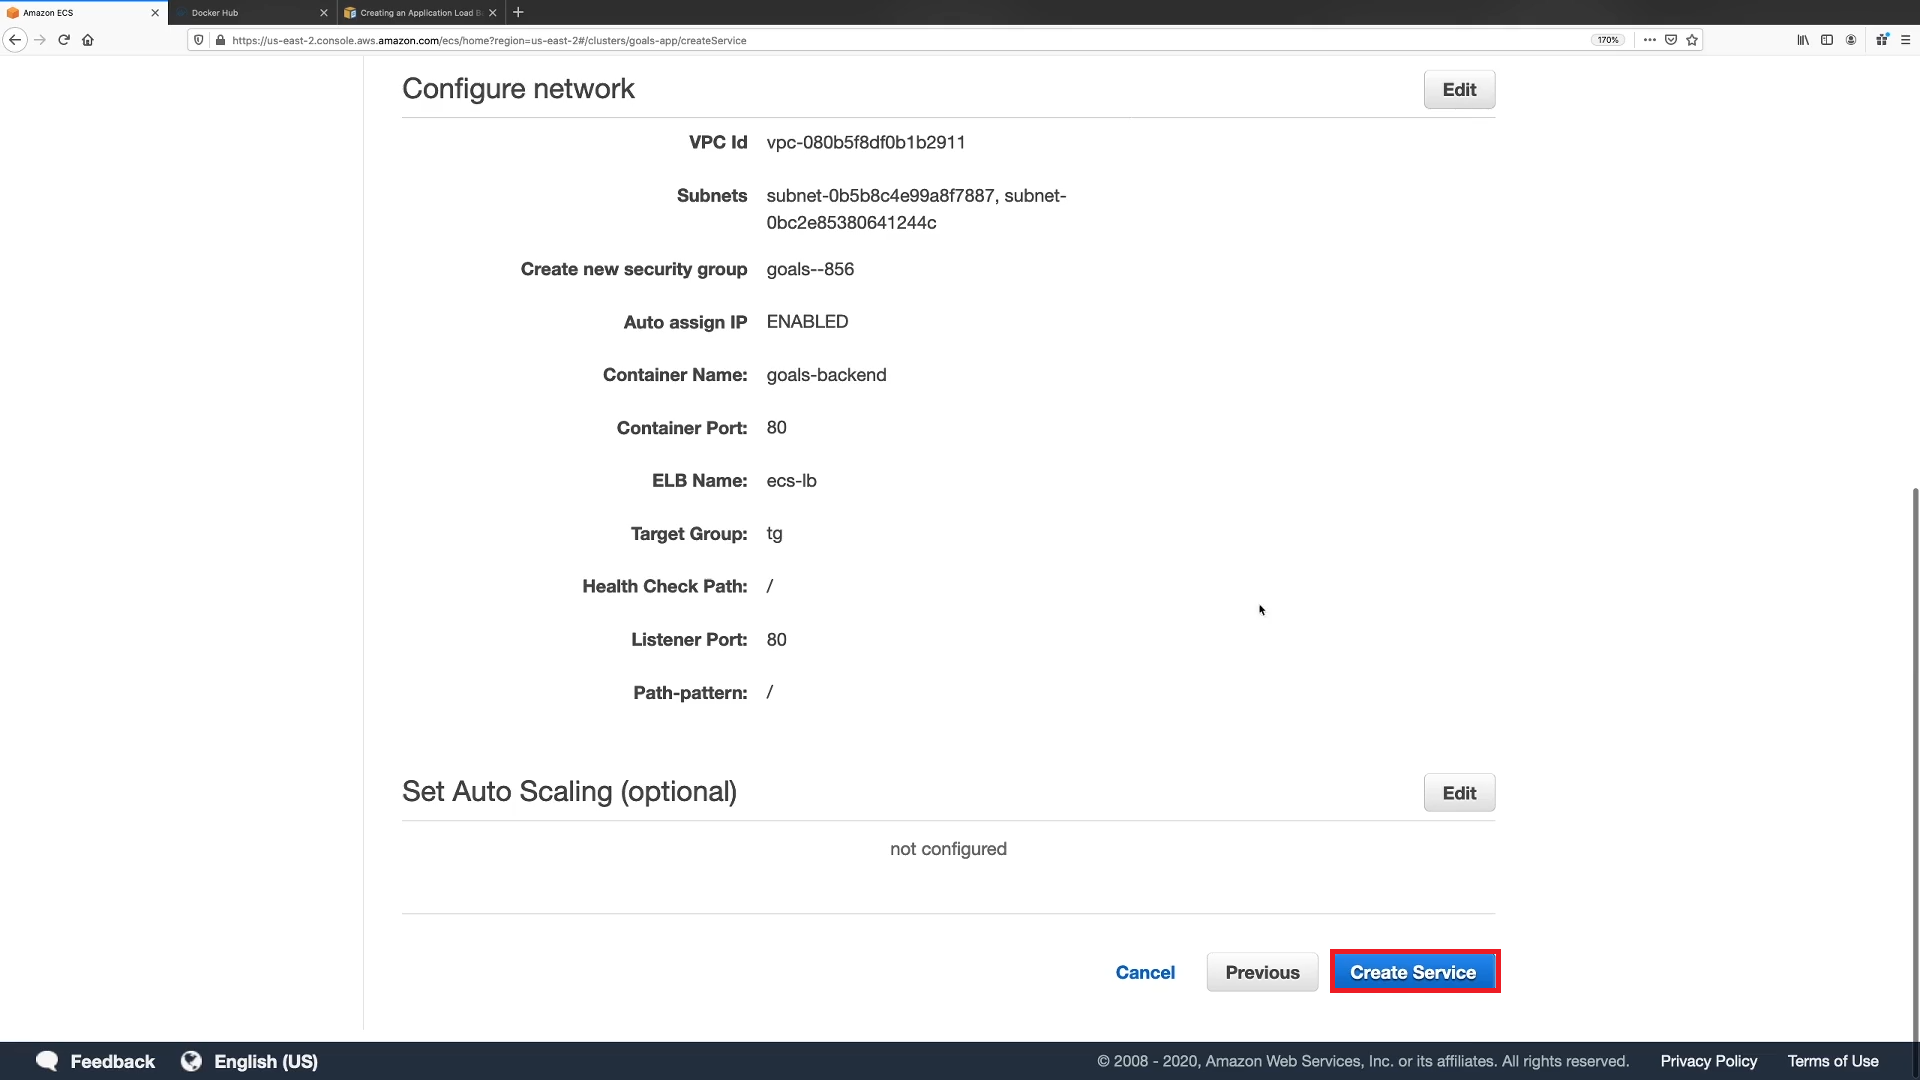 Amazon ECS
Docker Hub
Creating an Application Load B
https://us-east-2.console.aws.amazon.com/ecs/home?region=us-east-2#/clusters/goals-app/createService
170%
Configure network
Edit
VPC Id vpc-080b5f8df0b1b2911
Subnets subnet-0b5b8c4e99a8f7887, subnet-
0bc2e85380641244c
Create new security group goals--856
Auto assign IP ENABLED
Container Name: goals-backend
Container Port: 80
ELB Name: ecs-lb
Target Group: tg
Health Check Path: /
Listener Port: 80
Path-pattern: /
Set Auto Scaling (optional)
Edit
not configured
Cancel Previous Create Service
Feedback English (US) © 2008 - 2020, Amazon Web Services, Inc. or its affiliates. All rights reserved. Privacy Policy Terms of Use